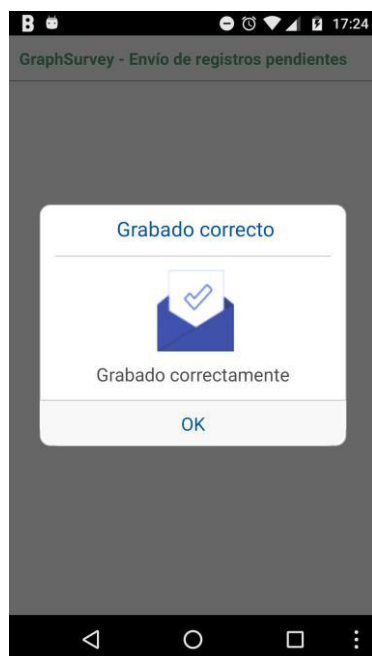 B 17:24
GraphSurvey - Envío de registros pendientes
Grabado correcto
Grabado correctamente
OK